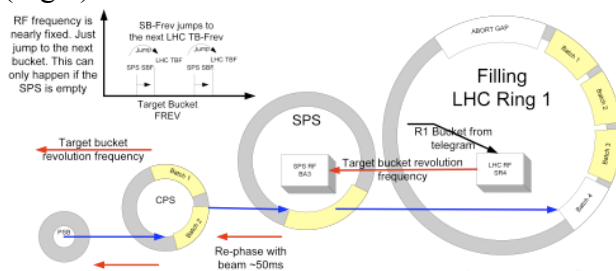 (
)
RF frequency is
nearly fixed. Just
jump to the next
bucket. This can
only happen if the
SPS is empty
SB-Frev jumps to
the next LHC TB-Frev
Jump
LHC TBF
SPS SBF
Jump
LHC TBF
SPS SBF
Target Bucket
FREV
ABORT GAP
Batch 1
Batch 2
Batch 3
Batch 4
Filling
LHC Ring 1
R1 Bucket from
telegram
LHC RF
SR4
SPS
SPS RF
BA3
Target bucket revolution
frequency
Target bucket
revolution frequency
CPS
Batch 1
Batch 2
PSB
Re-phase with
beam ~50ms